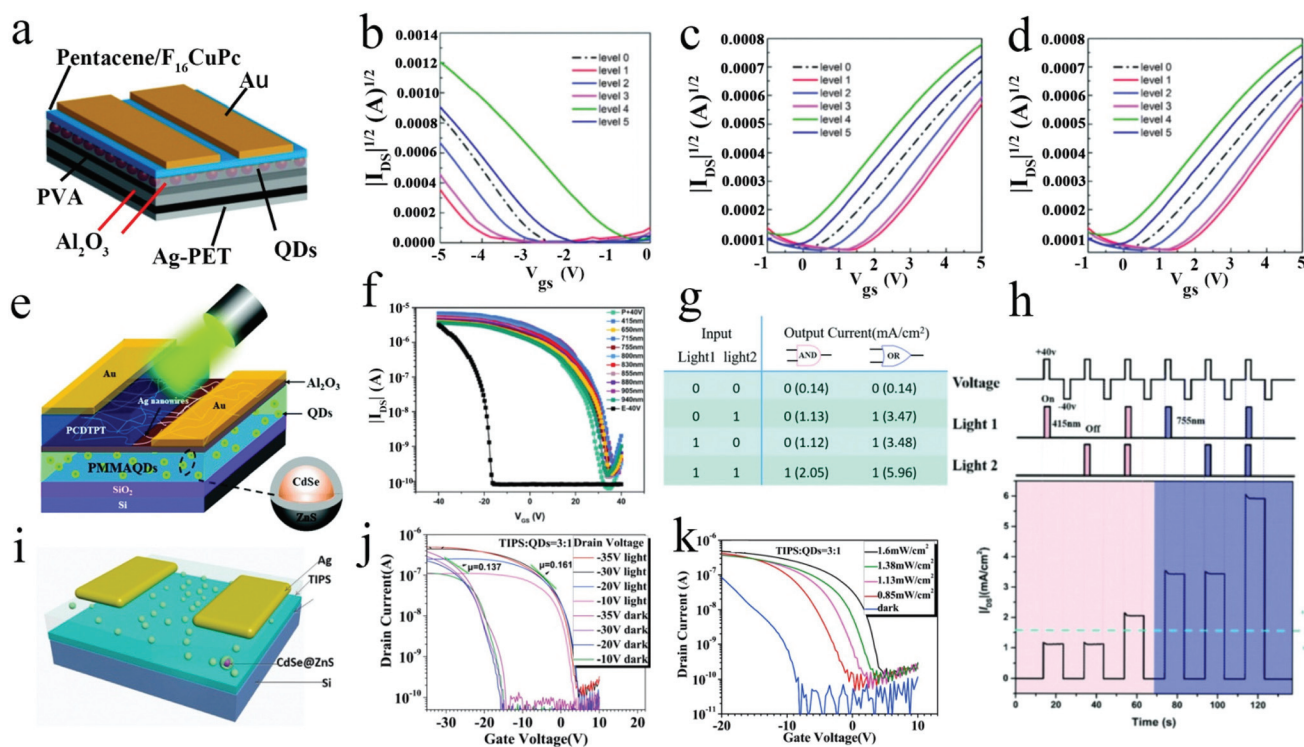 a
Pentacene/F16CuPc
Au
PVA
Al2O3
Ag-PET
QDs
b
|IDS|1/2 (A)1/2
0.0014
0.0012
0.0010
0.0008
0.0006
0.0004
0.0002
0.0000
-5 -4 -3 -2 -1 0
Vgs (V)
level 0
level 1
level 2
level 3
level 4
level 5
c
|IDS|1/2 (A)1/2
0.0008
0.0007
0.0006
0.0005
0.0004
0.0003
0.0002
0.0001
-1 0 1 2 3 4 5
Vgs (V)
level 0
level 1
level 2
level 3
level 4
level 5
d
|IDS|1/2 (A)1/2
0.0008
0.0007
0.0006
0.0005
0.0004
0.0003
0.0002
0.0001
-1 0 1 2 3 4 5
Vgs (V)
level 0
level 1
level 2
level 3
level 4
level 5
e
Au
Ag nanowires
Au
Al2O3
QDs
PCDTPT
PMMAQDs
SiO2
Si
CdSe
ZnS
f
|IDS| (A)
10-5
10-6
10-7
10-8
10-9
10-10
-40 -20 0 20 40
VGS (V)
P+40V
415nm
650nm
715nm
755nm
800nm
830nm
855nm
880nm
905nm
940nm
E-40V
g
Input Output Current(mA/cm2)
Light1 light2 AND OR
0 0 0 (0.14) 0 (0.14)
0 1 0 (1.13) 1 (3.47)
1 0 0 (1.12) 1 (3.48)
1 1 1 (2.05) 1 (5.96)
h
+40v
Voltage
-40v
On
Light 1
415nm
Off
755nm
Light 2
|IDS|(mA/cm2)
6
5
4
3
2
1
0
0 20 40 60 80 100 120
Time (s)
i
Ag
TIPS
CdSe@ZnS
Si
j
TIPS:QDs=3:1
Drain Voltage
-35V light
-30V light
-20V light
-10V light
-35V dark
-30V dark
-20V dark
-10V dark
μ=0.137
μ=0.161
Drain Current(A)
10-5
10-6
10-7
10-8
10-9
10-10
-30 -20 -10 0 10 20
Gate Voltage(V)
k
TIPS:QDs=3:1
1.6mW/cm2
1.38mW/cm2
1.13mW/cm2
0.85mW/cm2
dark
Drain Current (A)
10-5
10-6
10-7
10-8
10-9
10-10
10-11
-20 -10 0 10
Gate Voltage(V)